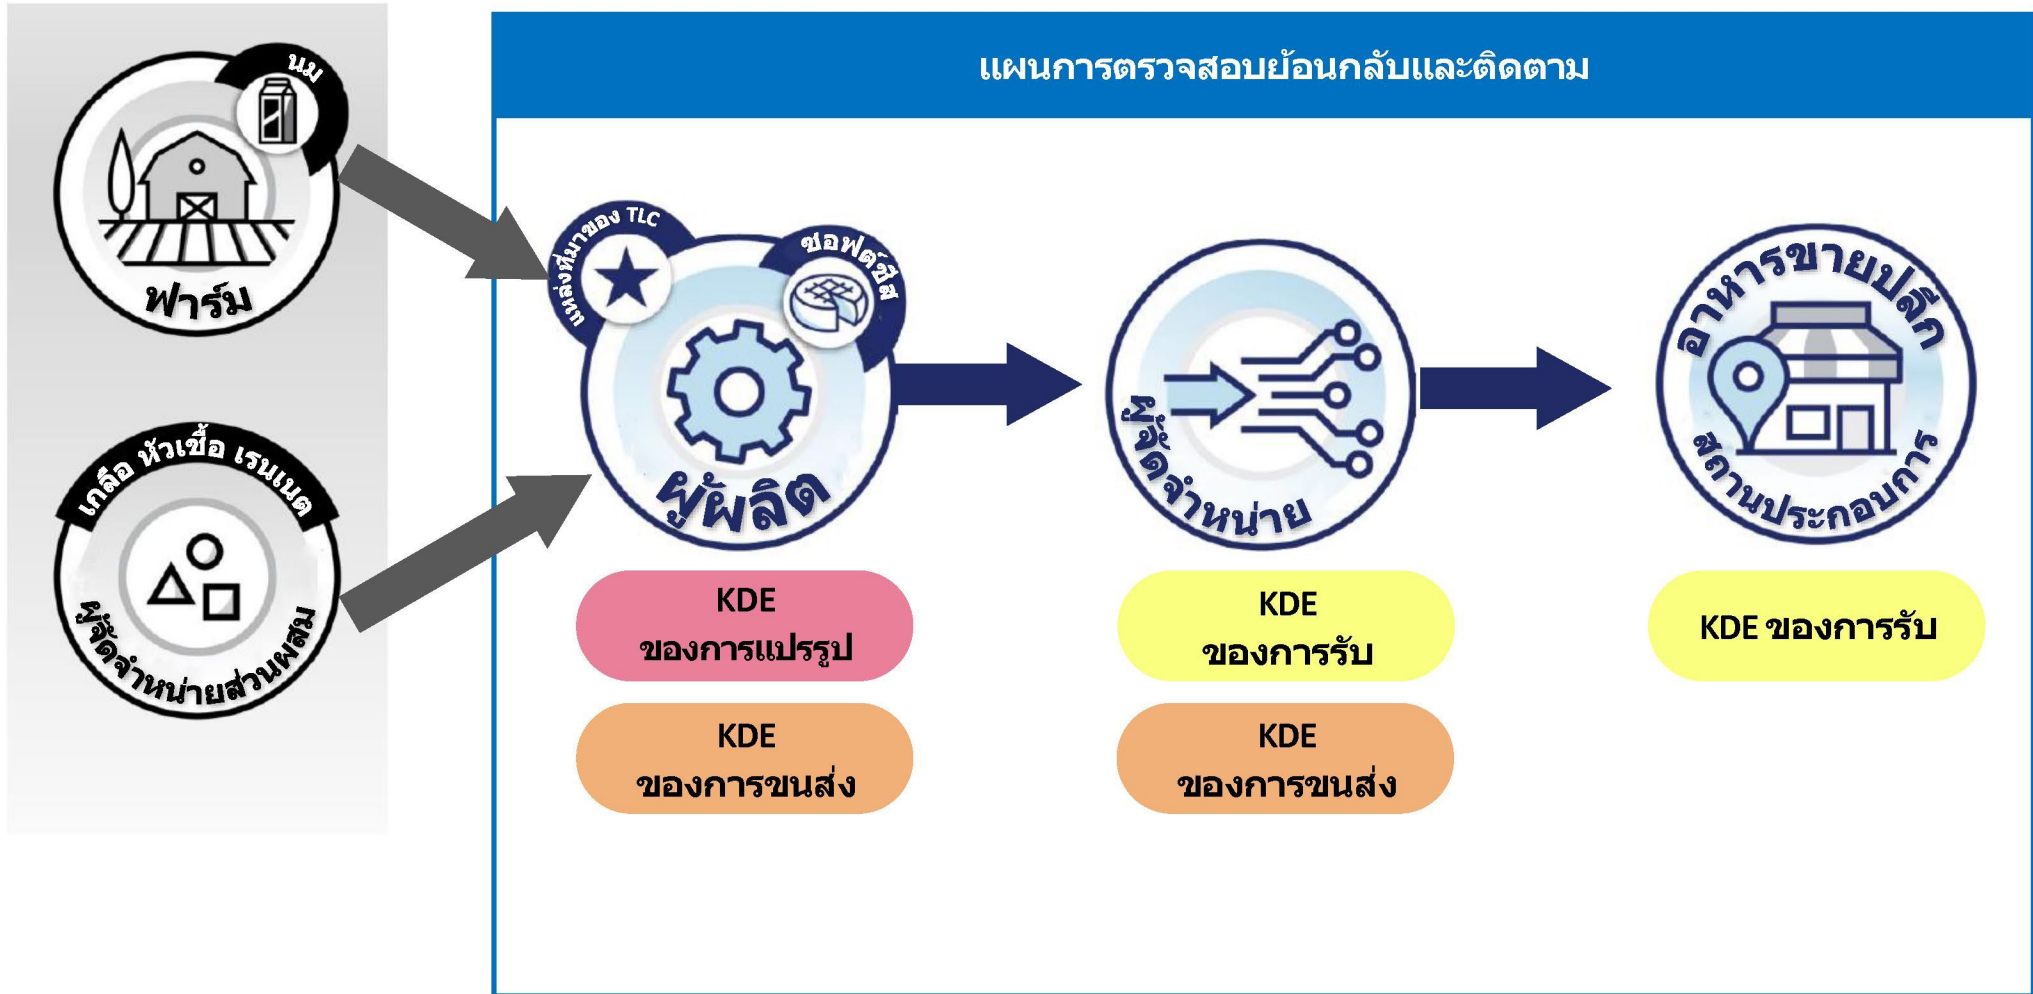 แผนการตรวจสอบย้อนกลับและติดตาม
นม
ฟาร์ม
เกลือ หัวเชื้อ เรนเนต
ผู้จัดจำหน่ายส่วนผสม
แหล่งที่มาของ TLC
ซอฟต์ชีส
ผู้ผลิต
KDE
ของการแปรรูป
KDE
ของการขนส่ง
ผู้จัดจำหน่าย
KDE
ของการรับ
KDE
ของการขนส่ง
อาหารขายปลีก
สถานประกอบการ
KDE ของการรับ